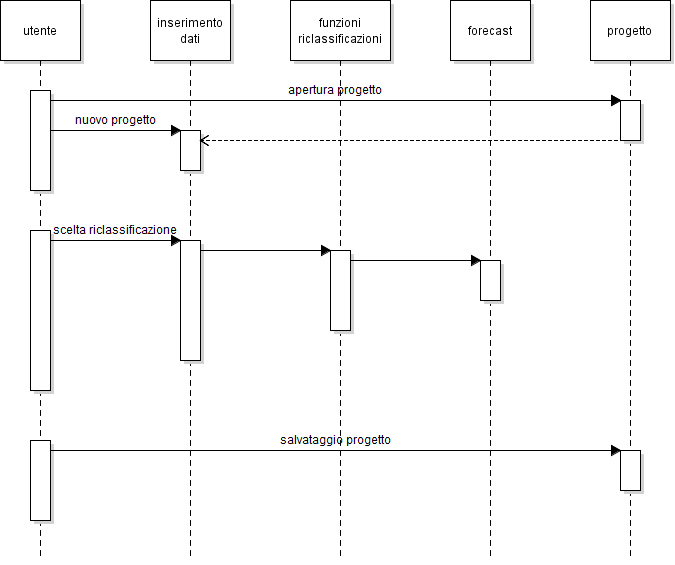 utente
inserimento
dati
funzioni
riclassificazioni
forecast
progetto
apertura progetto
nuovo progetto
scelta riclassificazione
salvataggio progetto